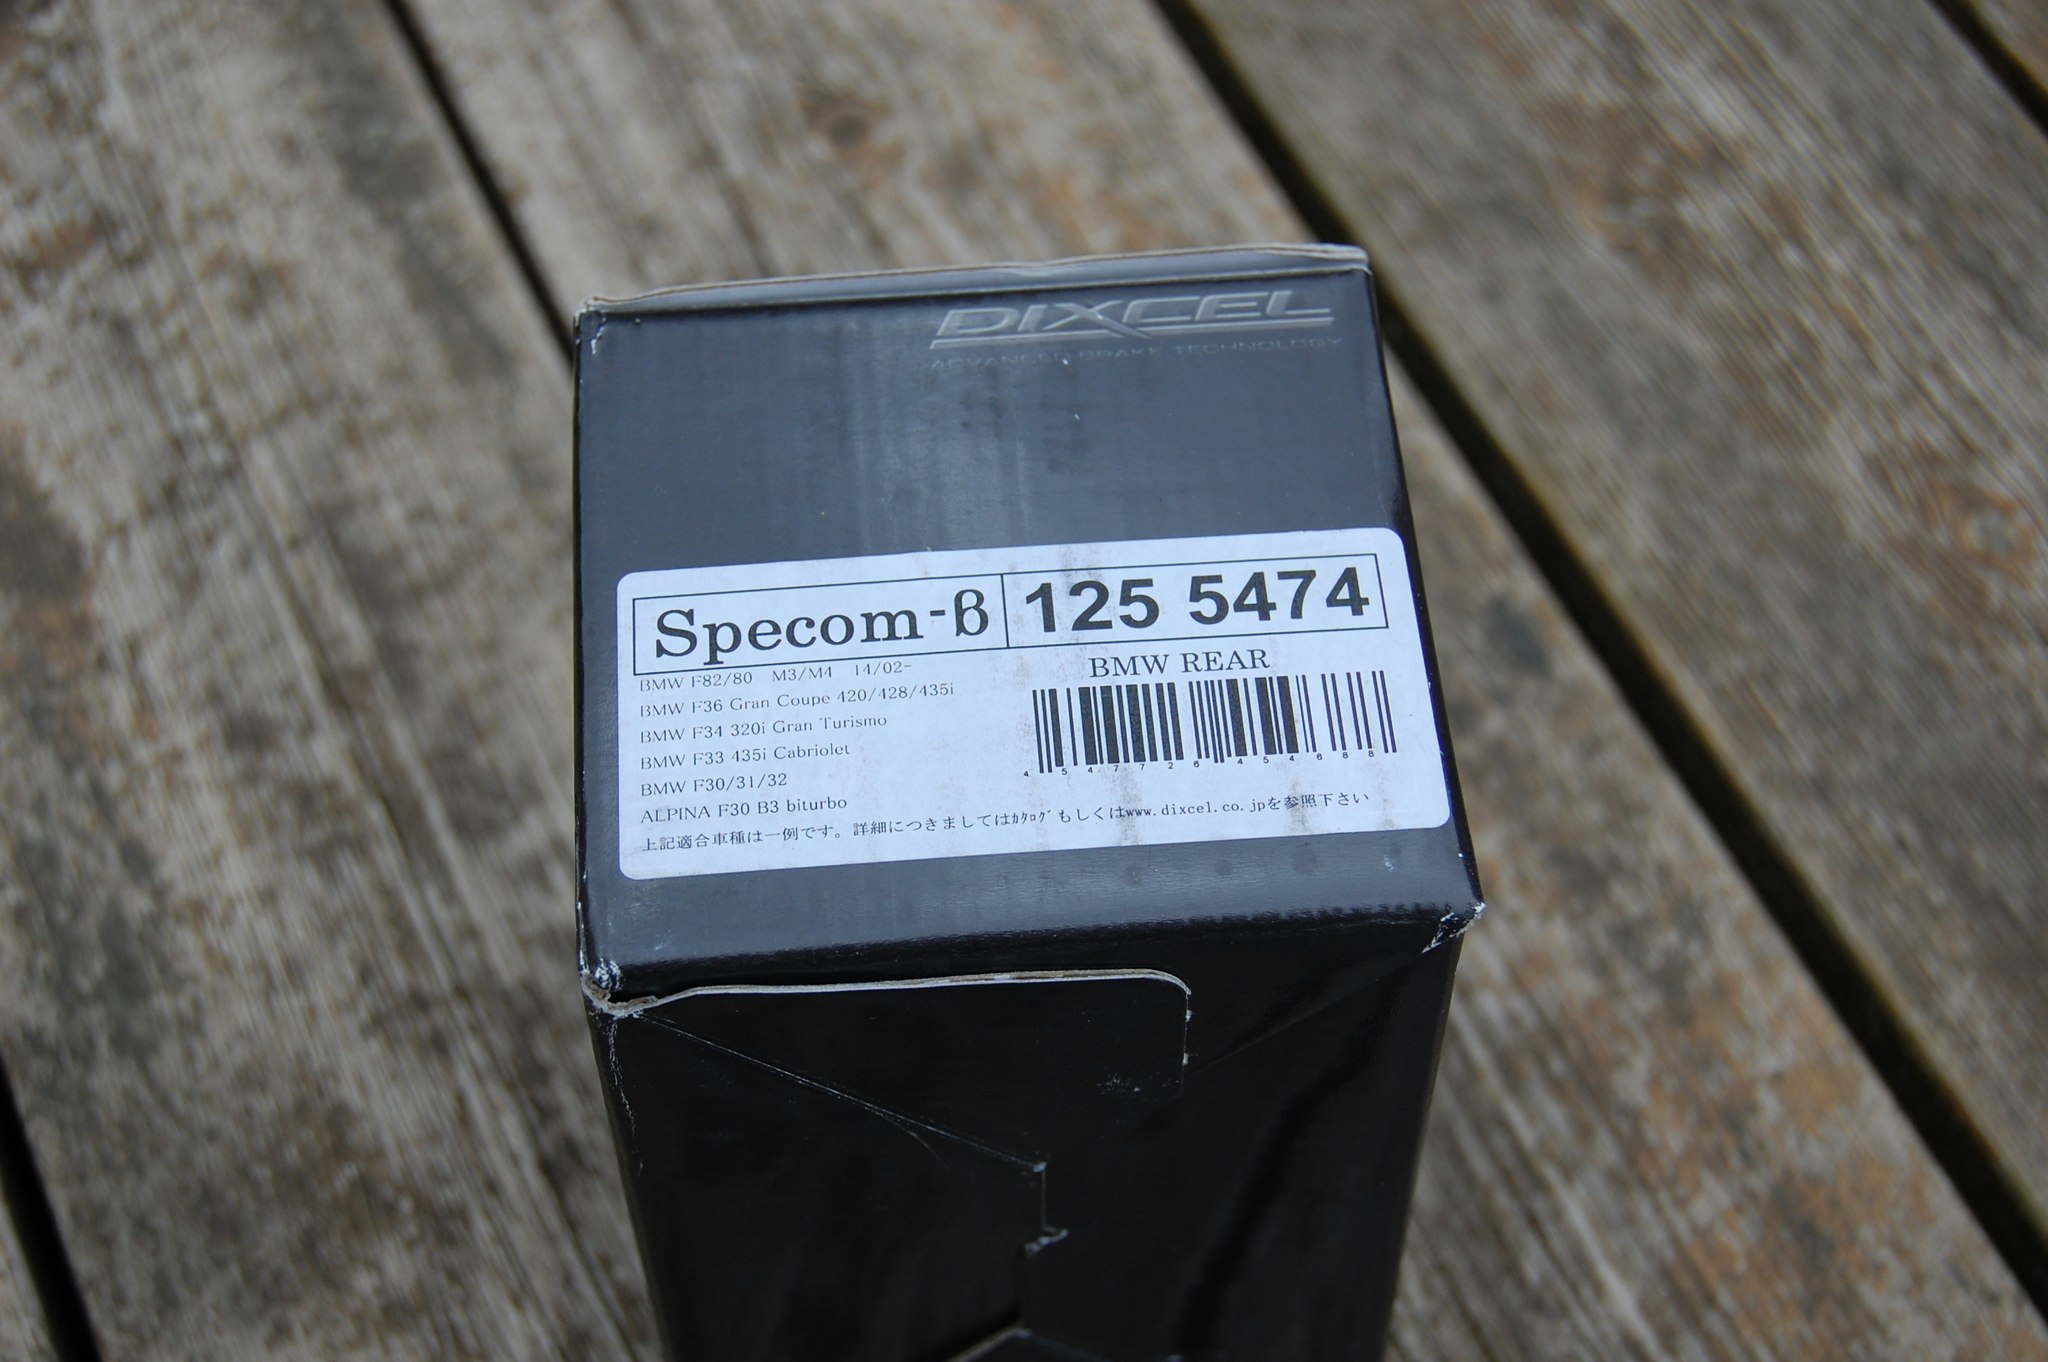 DIXCEL
ADVANCED BRAKE TECHNOLOGY
Specom-β 125 5474
BMW REAR
BMW F82/80 M3/M4 14/02-
BMW F36 Gran Coupe 420/428/435i
BMW F34 320i Gran Turismo
BMW F33 435i Cabriolet
BMW F30/31/32
ALPINA F30 B3 biturbo
4 547726 454688
上記適合車種は一例です。詳細につきましてはｶﾀﾛｸﾞもしくはwww.dixcel.co.jpを参照下さい